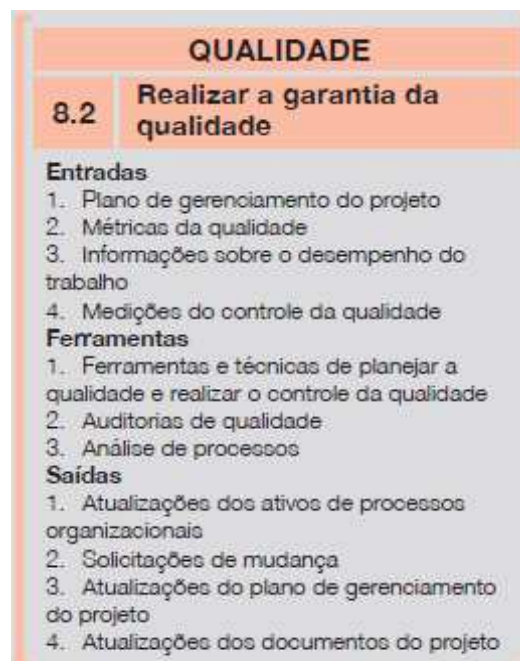 QUALIDADE
8.2 Realizar a garantia da
qualidade
Entradas
1. Plano de gerenciamento do projeto
2. Métricas da qualidade
3. Informações sobre o desempenho do
trabalho
4. Medições do controle da qualidade
Ferramentas
1. Ferramentas e técnicas de planejar a
qualidade e realizar o controle da qualidade
2. Auditorias de qualidade
3. Análise de processos
Saídas
1. Atualizações dos ativos de processos
organizacionais
2. Solicitações de mudança
3. Atualizações do plano de gerenciamento
do projeto
4. Atualizações dos documentos do projeto